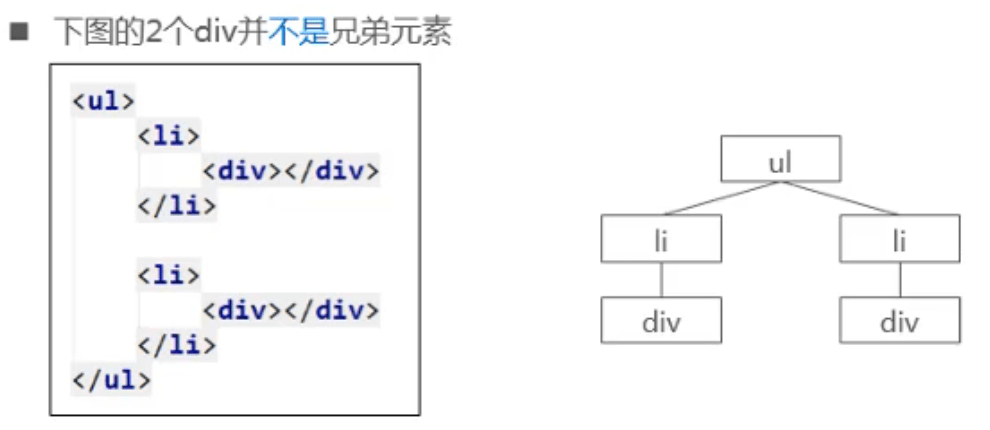 ■ 下图的2个div并不是兄弟元素
<ul>
<li>
<div></div>
</li>
<li>
<div></div>
</li>
</ul>
ul
li li
div div